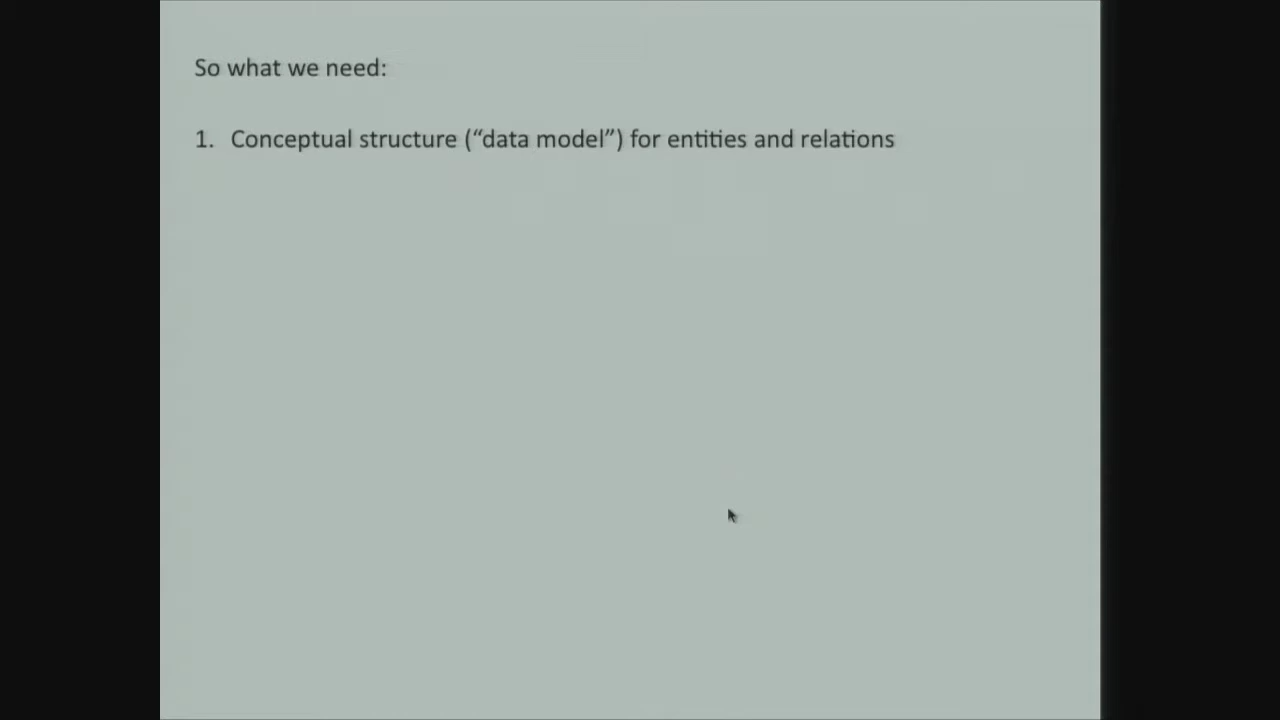 So what we need:
1. Conceptual structure (“data model”) for entities and relations